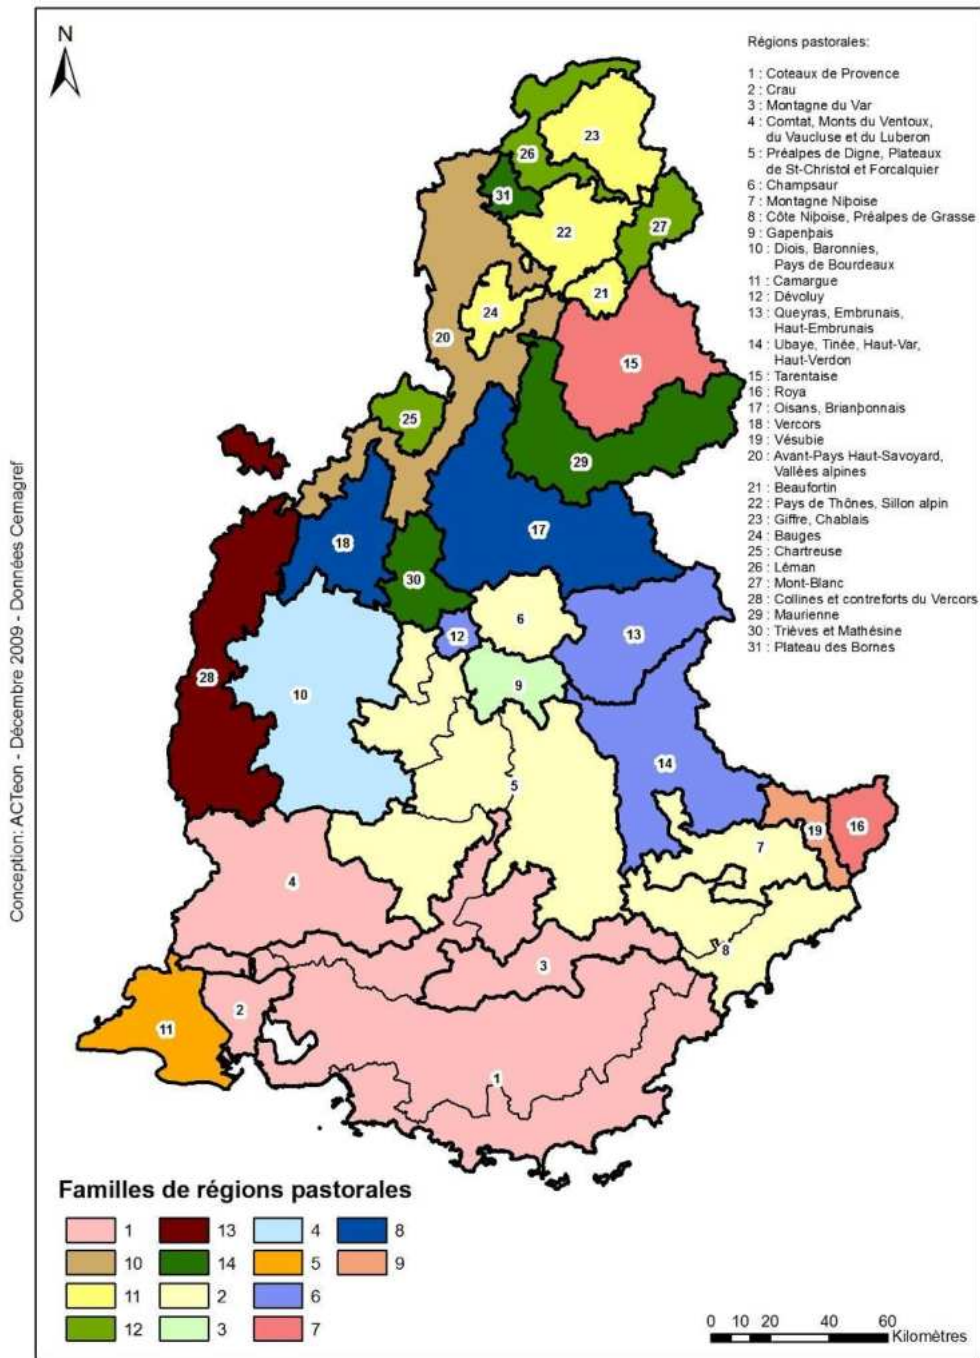 N
Régions pastorales:
1 : Coteaux de Provence
2 : Crau
3 : Montagne du Var
4 : Comtat, Monts du Ventoux,
du Vaucluse et du Luberon
5 : Préalpes de Digne, Plateaux
de St-Christol et Forcalquier
6 : Champsaur
7 : Montagne Niþoise
8 : Côte Niþoise, Préalpes de Grasse
9 : Gapenþais
10 : Diois, Baronnies,
Pays de Bourdeaux
11 : Camargue
12 : Dévoluy
13 : Queyras, Embrunais,
Haut-Embrunais
14 : Ubaye, Tinée, Haut-Var,
Haut-Verdon
15 : Tarentaise
16 : Roya
17 : Oisans, Brianþonnais
18 : Vercors
19 : Vésubie
20 : Avant-Pays Haut-Savoyard,
Vallées alpines
21 : Beaufortin
22 : Pays de Thônes, Sillon alpin
23 : Giffre, Chablais
24 : Bauges
25 : Chartreuse
26 : Léman
27 : Mont-Blanc
28 : Collines et contreforts du Vercors
29 : Maurienne
30 : Trièves et Mathésine
31 : Plateau des Bornes
23
26
31
27
22
21
24
20
15
25
29
17
18
30
6
12
13
9
28
10
14
5
19
16
7
4
8
3
2
11
1
Conception: ACTeon - Décembre 2009 - Données Cemagref
Familles de régions pastorales
1 13 4 8
10 14 5 9
11 2 6
12 3 7
0 10 20 40 60
Kilomètres